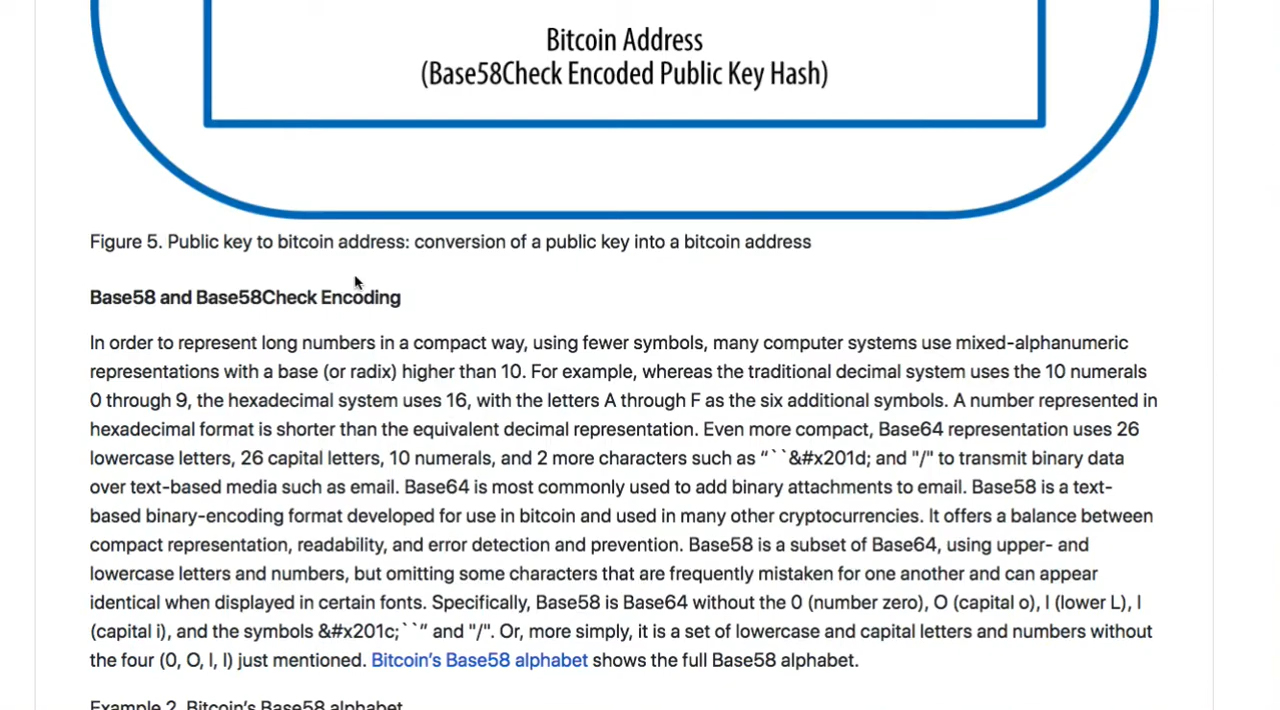 Bitcoin Address
(Base58Check Encoded Public Key Hash)
Figure 5. Public key to bitcoin address: conversion of a public key into a bitcoin address
Base58 and Base58Check Encoding
In order to represent long numbers in a compact way, using fewer symbols, many computer systems use mixed-alphanumeric
representations with a base (or radix) higher than 10. For example, whereas the traditional decimal system uses the 10 numerals
0 through 9, the hexadecimal system uses 16, with the letters A through F as the six additional symbols. A number represented in
hexadecimal format is shorter than the equivalent decimal representation. Even more compact, Base64 representation uses 26
lowercase letters, 26 capital letters, 10 numerals, and 2 more characters such as “``&#x201d; and "/" to transmit binary data
over text-based media such as email. Base64 is most commonly used to add binary attachments to email. Base58 is a text-
based binary-encoding format developed for use in bitcoin and used in many other cryptocurrencies. It offers a balance between
compact representation, readability, and error detection and prevention. Base58 is a subset of Base64, using upper- and
lowercase letters and numbers, but omitting some characters that are frequently mistaken for one another and can appear
identical when displayed in certain fonts. Specifically, Base58 is Base64 without the 0 (number zero), O (capital o), l (lower L), I
(capital i), and the symbols &#x201c;``” and "/". Or, more simply, it is a set of lowercase and capital letters and numbers without
the four (0, O, l, I) just mentioned. Bitcoin’s Base58 alphabet shows the full Base58 alphabet.
Example 2. Bitcoin’s Base58 alphabet